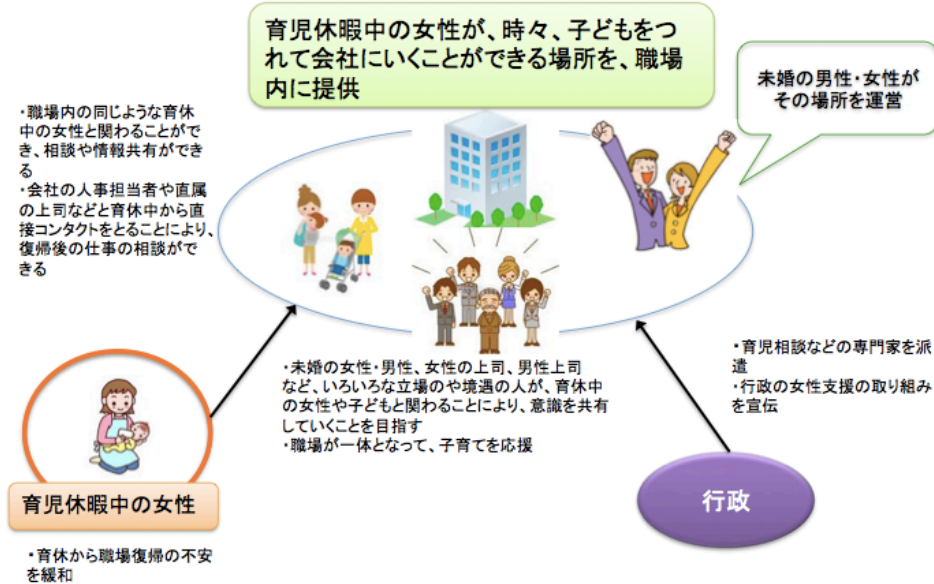 育児休暇中の女性が、時々、子どもをつ
れて会社にいくことができる場所を、職場
内に提供
未婚の男性・女性が
その場所を運営
・職場内の同じような育休
中の女性と関わることがで
き、相談や情報共有ができ
る
・会社の人事担当者や直属
の上司などと育休中から直
接コンタクトをとることにより、
復帰後の仕事の相談がで
きる
・未婚の女性・男性、女性の上司、男性上司
など、いろいろな立場のや境遇の人が、育休中
の女性や子どもと関わることにより、意識を共有
していくことを目指す
・職場が一体となって、子育てを応援
・育児相談などの専門家を派
遣
・行政の女性支援の取り組み
を宣伝
育児休暇中の女性
行政
・育休から職場復帰の不安
を緩和